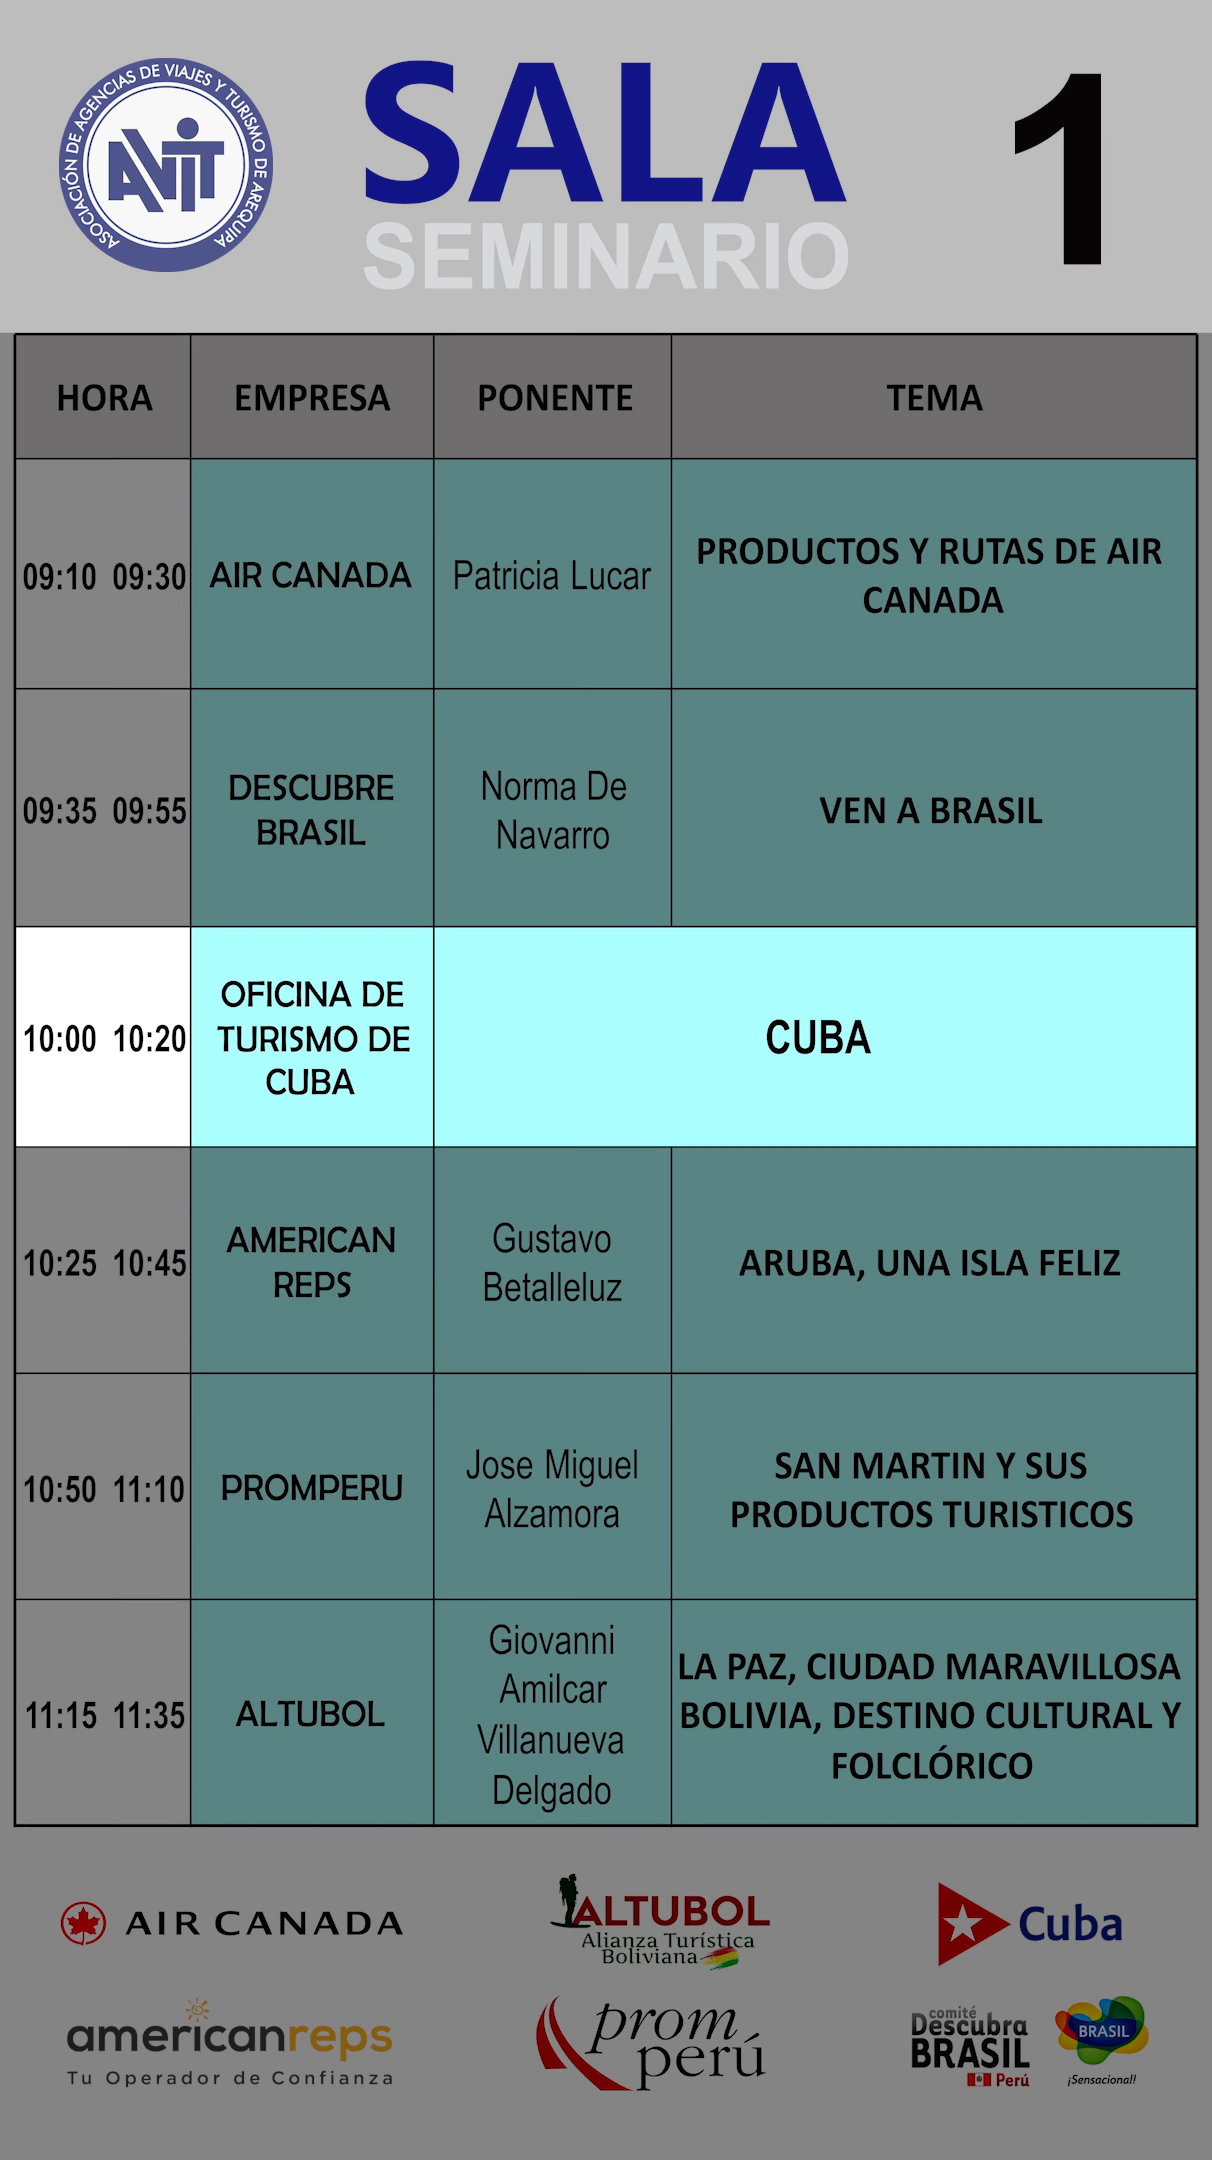 ASOCIACIÓN DE AGENCIAS DE VIAJES Y TURISMO DE AREQUIPA
AVIT
SALA
SEMINARIO
1
HORA EMPRESA PONENTE TEMA
09:10 09:30 AIR CANADA Patricia Lucar PRODUCTOS Y RUTAS DE AIR
CANADA
09:35 09:55 DESCUBRE
BRASIL
Norma De
Navarro
VEN A BRASIL
10:00 10:20
OFICINA DE
TURISMO DE
CUBA
CUBA
10:25 10:45
AMERICAN
REPS
Gustavo
Betalleluz
ARUBA, UNA ISLA FELIZ
10:50 11:10
PROMPERU
Jose Miguel
Alzamora
SAN MARTIN Y SUS
PRODUCTOS TURISTICOS
11:15 11:35
ALTUBOL
Giovanni
Amilcar
Villanueva
Delgado
LA PAZ, CIUDAD MARAVILLOSA
BOLIVIA, DESTINO CULTURAL Y
FOLCLÓRICO
AIR CANADA
ALTUBOL
Alianza Turística
Boliviana
Cuba
americanreps
Tu Operador de Confianza
prom
perú
comité
Descubra
BRASIL
Perú
BRASIL
¡Sensacional!